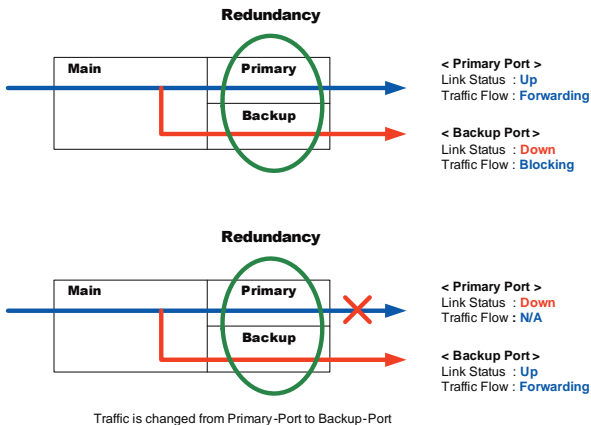 Redundancy
Main
Primary
Backup
< Primary Port >
Link Status : Up
Traffic Flow : Forwarding
< Backup Port >
Link Status : Down
Traffic Flow : Blocking
Redundancy
Main
Primary
Backup
< Primary Port >
Link Status : Down
Traffic Flow : N/A
< Backup Port >
Link Status : Up
Traffic Flow : Forwarding
Traffic is changed from Primary-Port to Backup-Port